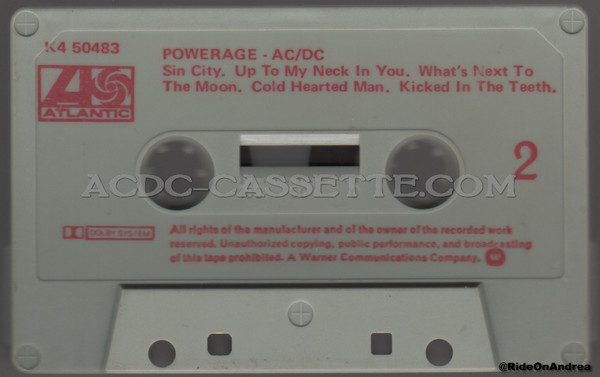 K4 50483
POWERAGE - AC/DC
Sin City. Up To My Neck In You. What's Next To
The Moon. Cold Hearted Man. Kicked In The Teeth.
ATLANTIC
2
ACDC-CASSETTE.COM
DOLBY SYSTEM
All rights of the manufacturer and of the owner of the recorded work
reserved. Unauthorized copying, public performance, and broadcasting
of this tape prohibited. A Warner Communications Company.
@RideOnAndrea